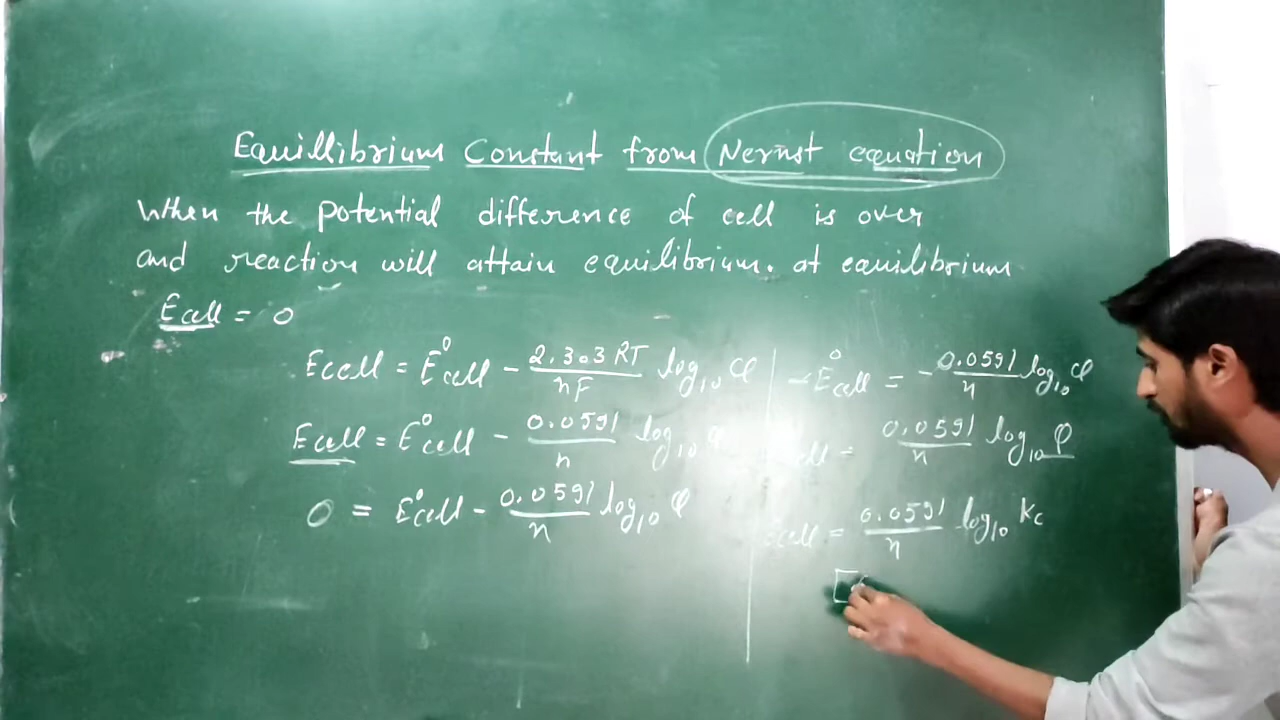 Equillibrium Constant from Nernst equation
When the potential difference of cell is over
and reaction will attain equilibrium. at equilibrium
Ecell = 0
Ecell = E°cell - 2.303 RT / nF log10 Q
Ecell = E°cell - 0.0591 / n log10 Q
0 = E°cell - 0.0591 / n log10 Q
-E°cell = - 0.0591 / n log10 Q
= 0.0591 / n log10 Q
Ecell = 0.0591 / n log10 Kc